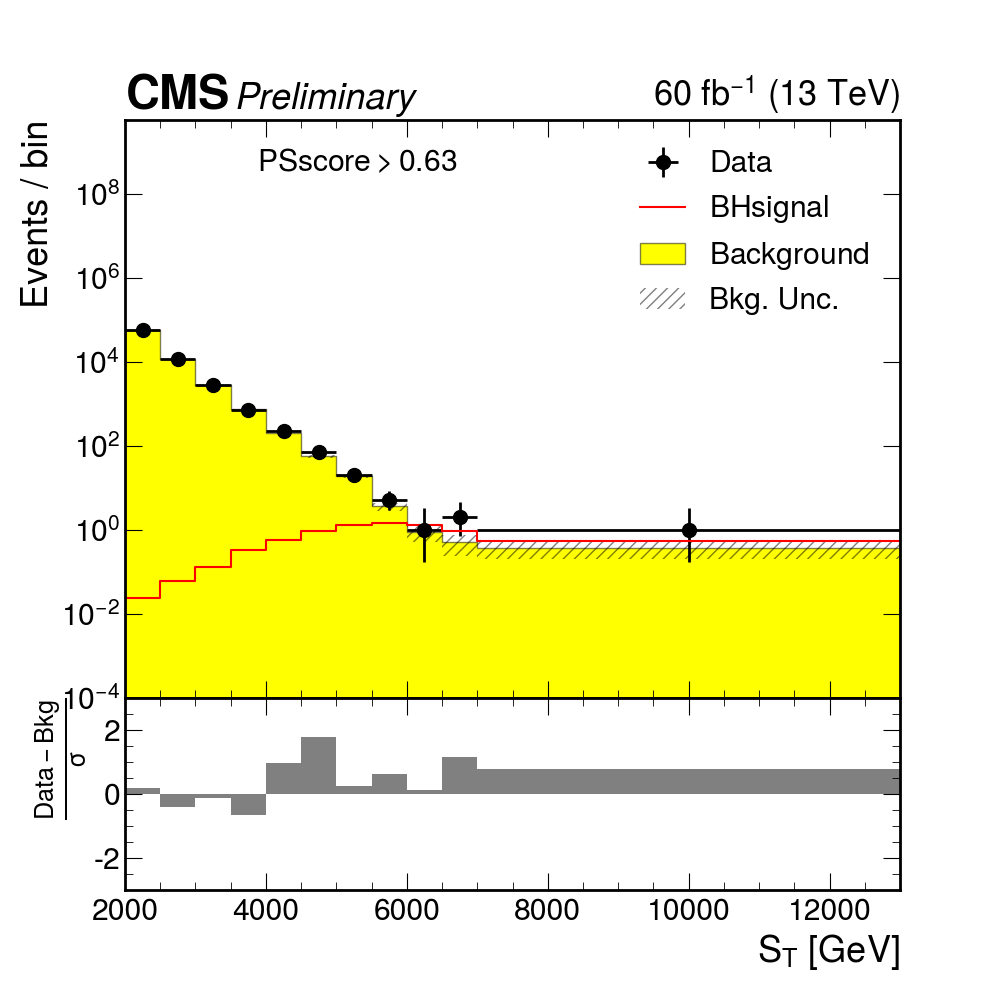 CMS Preliminary 60 fb⁻¹ (13 TeV)
Events / bin
PSscore > 0.63
Data
BHsignal
Background
Bkg. Unc.
10⁸
10⁶
10⁴
10²
10⁰
10⁻²
10⁻⁴
Data − Bkg
σ
2
0
-2
2000 4000 6000 8000 10000 12000
S_T [GeV]